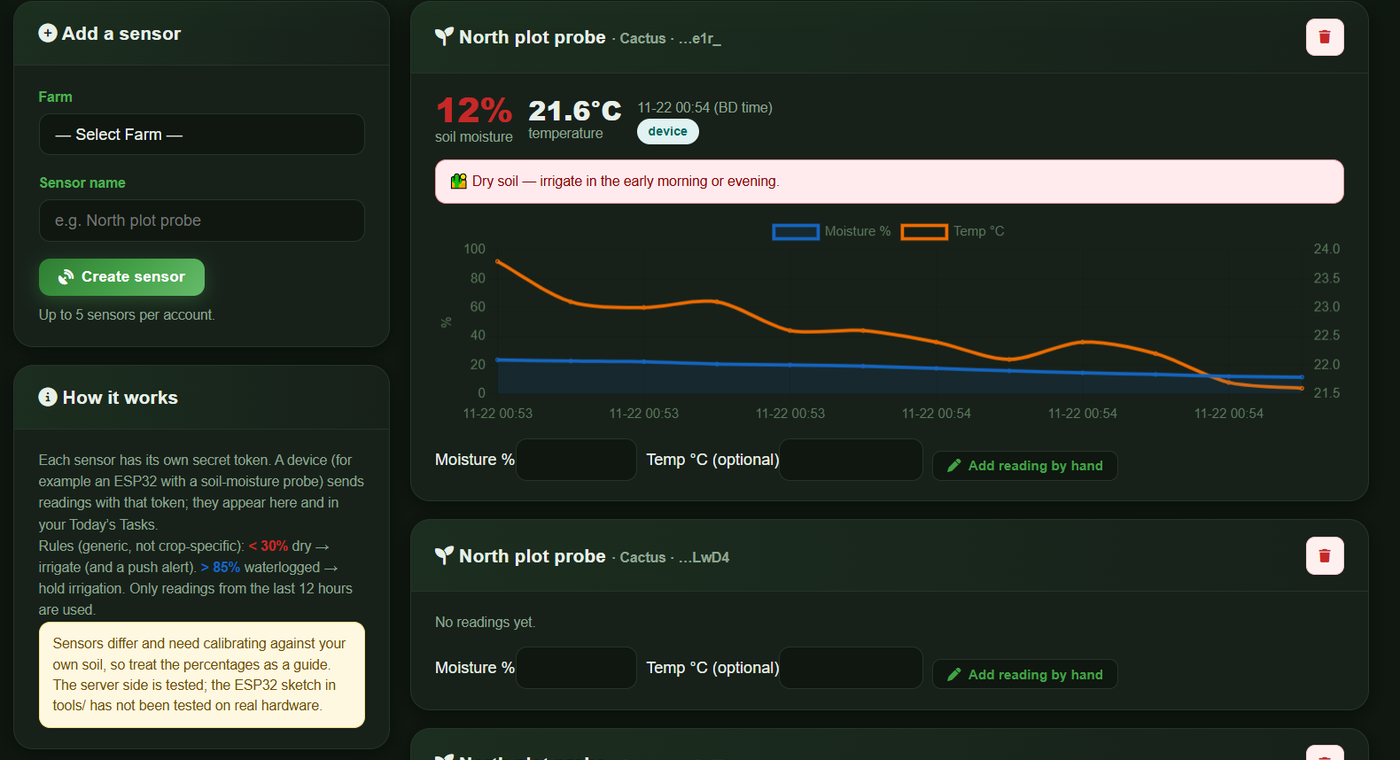 Add a sensor
Farm
— Select Farm —
Sensor name
e.g. North plot probe
Create sensor
Up to 5 sensors per account.
How it works
Each sensor has its own secret token. A device (for
example an ESP32 with a soil-moisture probe) sends
readings with that token; they appear here and in
your Today's Tasks.
Rules (generic, not crop-specific): < 30% dry →
irrigate (and a push alert). > 85% waterlogged →
hold irrigation. Only readings from the last 12 hours
are used.
Sensors differ and need calibrating against your
own soil, so treat the percentages as a guide.
The server side is tested; the ESP32 sketch in
tools/ has not been tested on real hardware.
North plot probe · Cactus · …e1r_
12% 21.6°C 11-22 00:54 (BD time)
soil moisture temperature device
Dry soil — irrigate in the early morning or evening.
Moisture % Temp °C
100 24.0
80 23.5
60 23.0
%
40 22.5
20 22.0
0 21.5
11-22 00:53 11-22 00:53 11-22 00:53 11-22 00:54 11-22 00:54 11-22 00:54
Moisture % Temp °C (optional) Add reading by hand
North plot probe · Cactus · …LwD4
No readings yet.
Moisture % Temp °C (optional) Add reading by hand